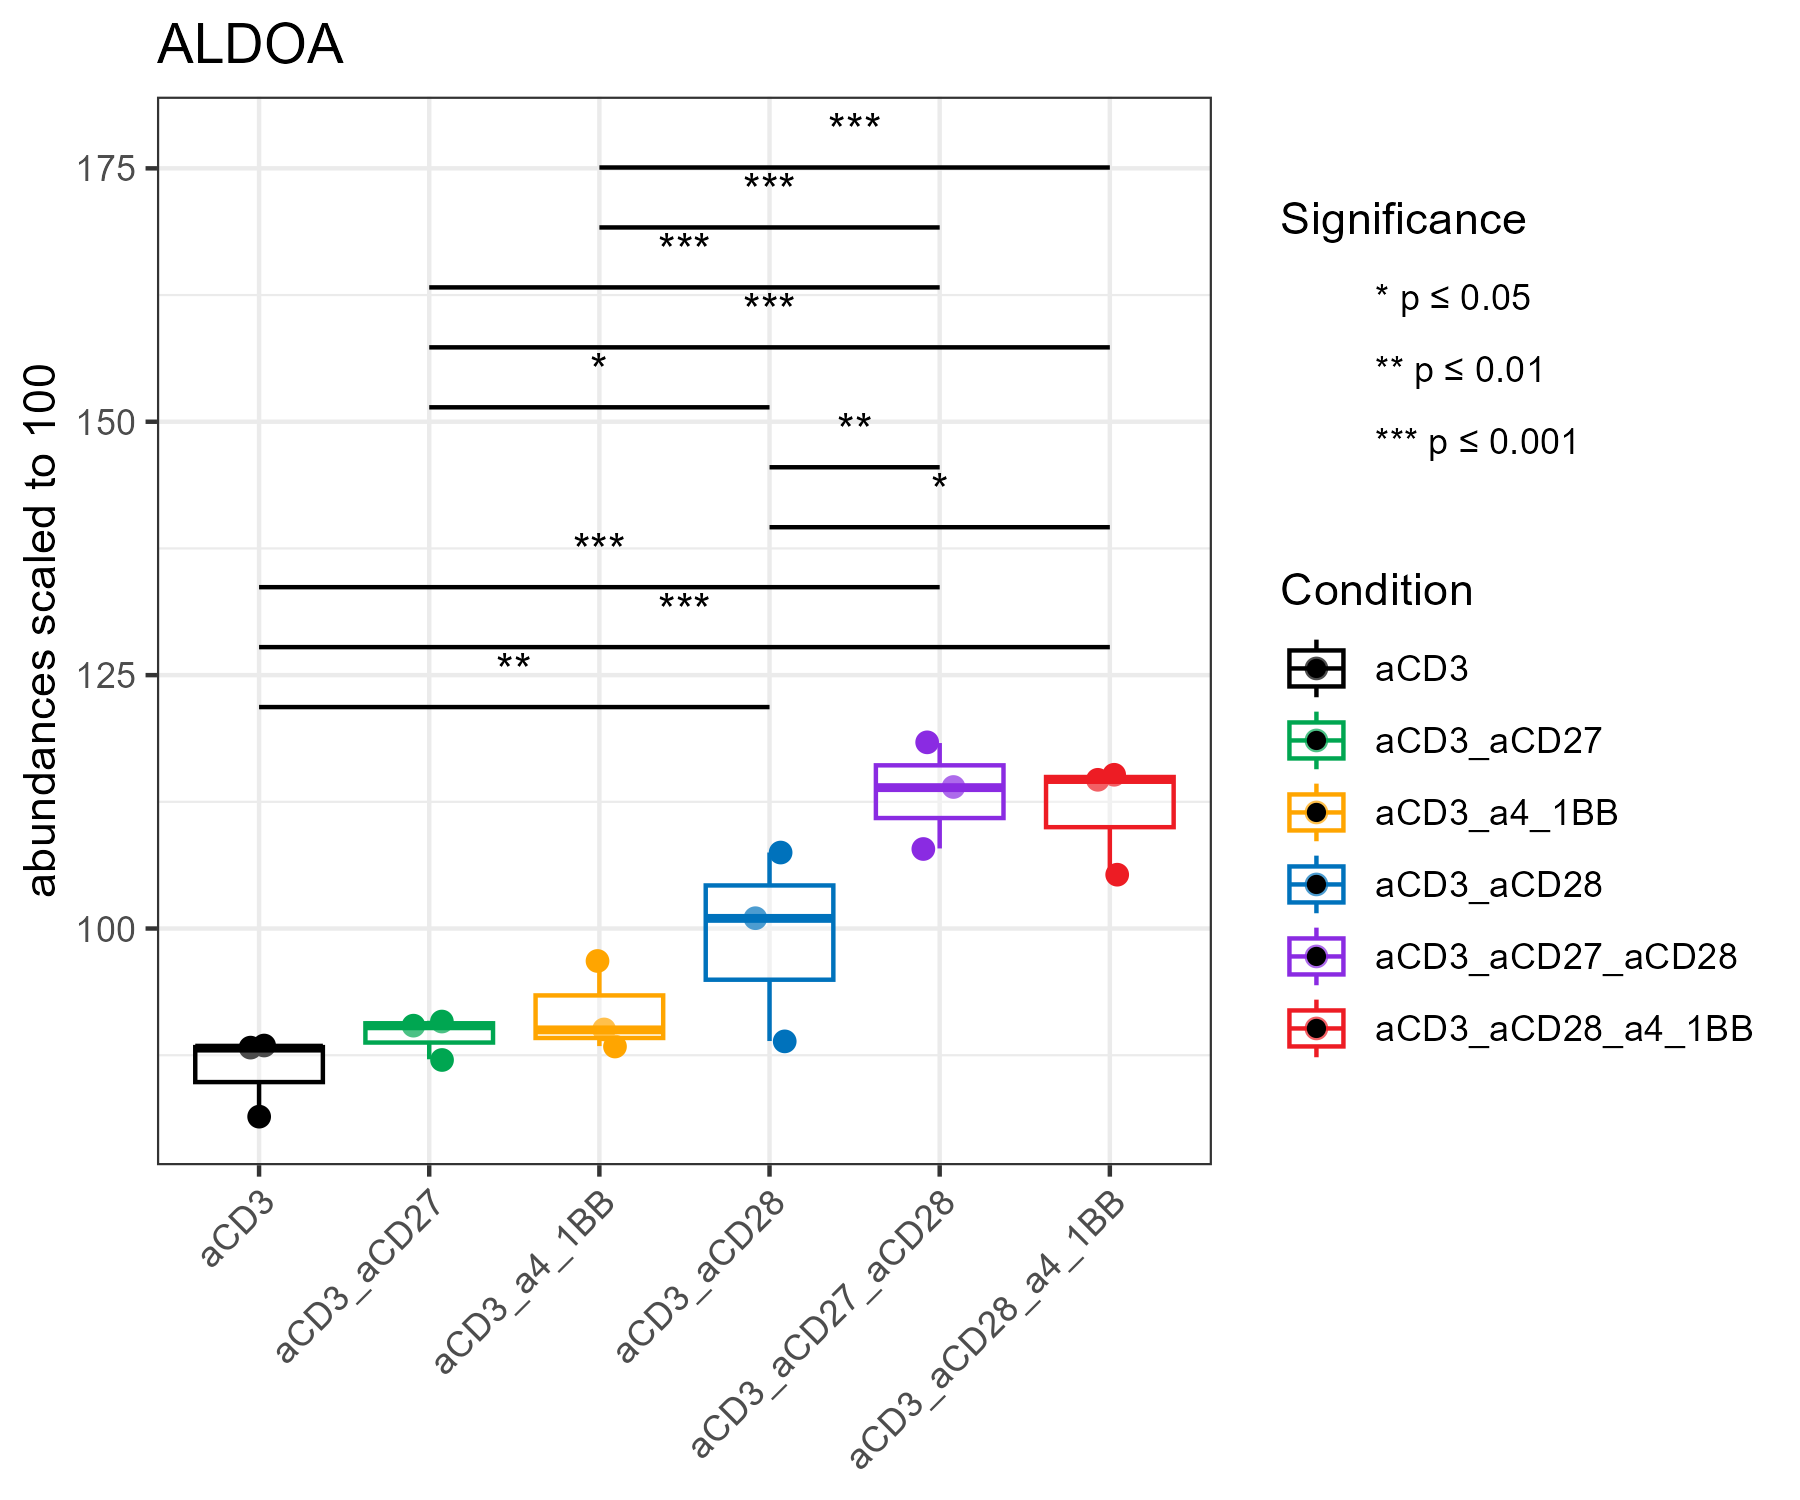 ALDOA
***
175
***
***
***
*
150
**
*
***
***
125
**
100
abundances scaled to 100
aCD3
aCD3_aCD27
aCD3_a4_1BB
aCD3_aCD28
aCD3_aCD27_aCD28
aCD3_aCD28_a4_1BB
Significance
* p ≤ 0.05
** p ≤ 0.01
*** p ≤ 0.001
Condition
aCD3
aCD3_aCD27
aCD3_a4_1BB
aCD3_aCD28
aCD3_aCD27_aCD28
aCD3_aCD28_a4_1BB